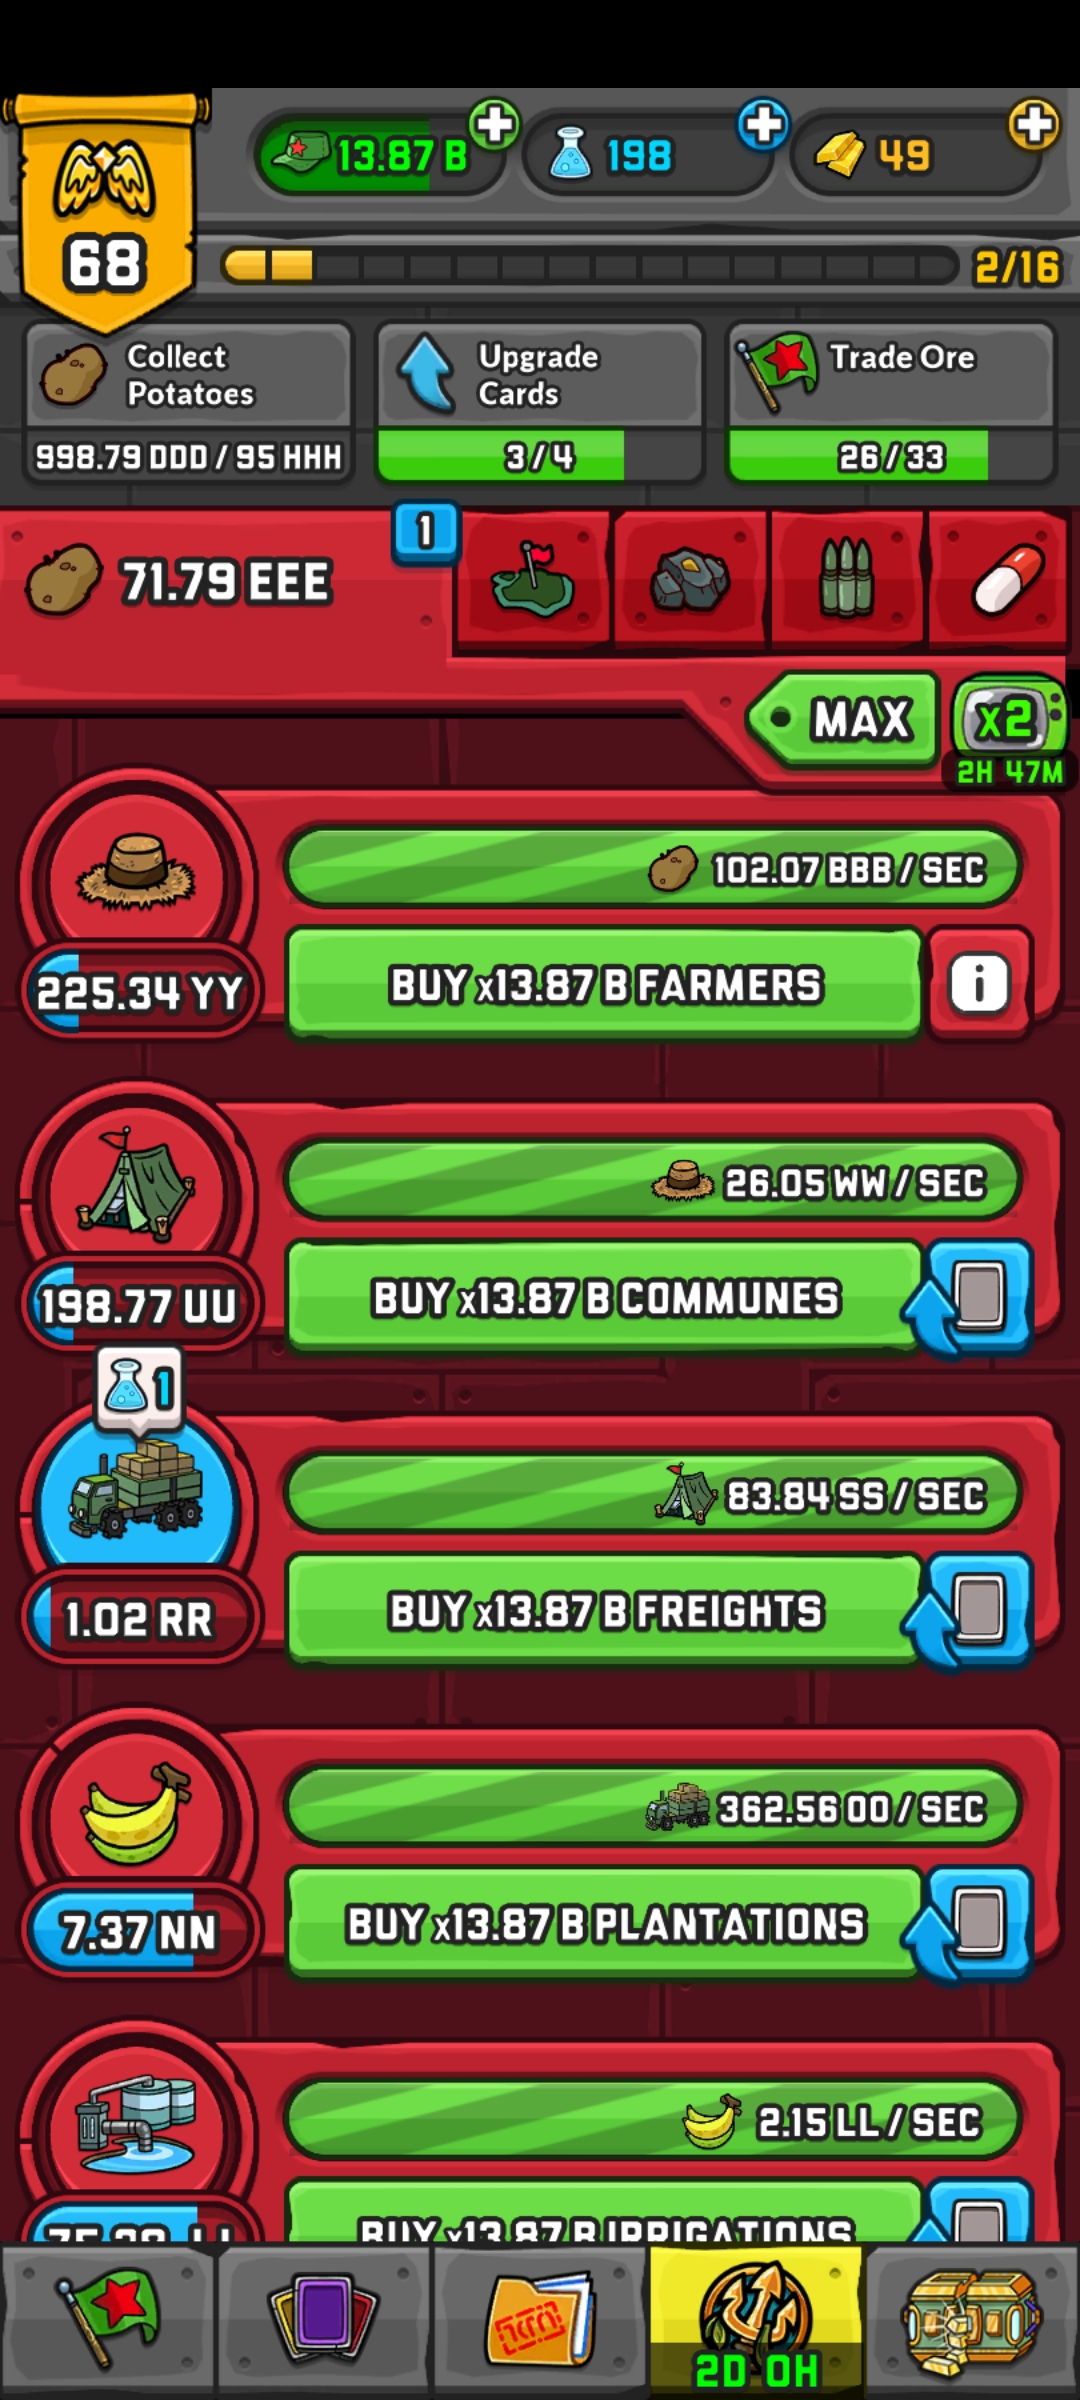 13.87 B
198
49
68
2/16
Collect
Potatoes
998.79 DDD / 95 HHH
Upgrade
Cards
3/4
Trade Ore
26/33
71.79 EEE
1
MAX
x2
2H 47M
102.07 BBB / SEC
225.34 YY
BUY x13.87 B FARMERS
i
26.05 WW / SEC
198.77 UU
BUY x13.87 B COMMUNES
1
83.84 SS / SEC
1.02 RR
BUY x13.87 B FREIGHTS
362.56 OO / SEC
7.37 NN
BUY x13.87 B PLANTATIONS
2.15 LL / SEC
BUY x13.87 B IRRIGATIONS
2D 0H